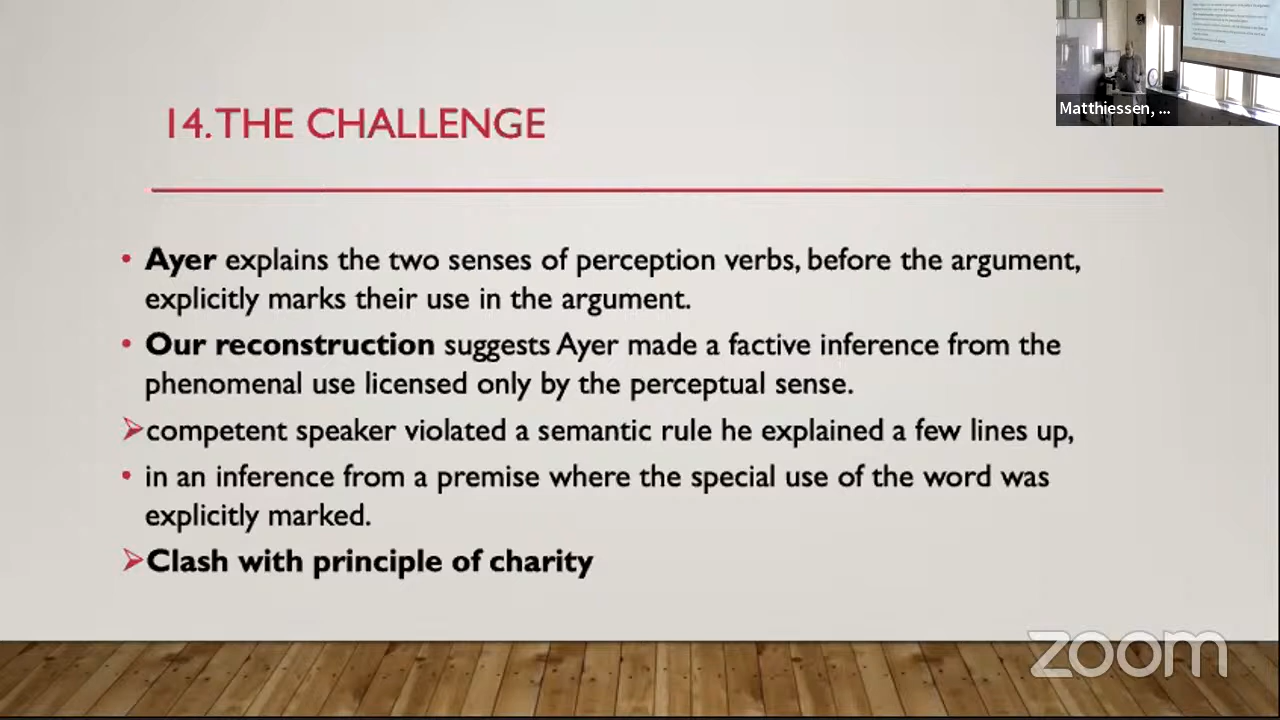 14. THE CHALLENGE
Matthiessen, ...
• Ayer explains the two senses of perception verbs, before the argument,
explicitly marks their use in the argument.
• Our reconstruction suggests Ayer made a factive inference from the
phenomenal use licensed only by the perceptual sense.
➢competent speaker violated a semantic rule he explained a few lines up,
• in an inference from a premise where the special use of the word was
explicitly marked.
➢Clash with principle of charity
zoom